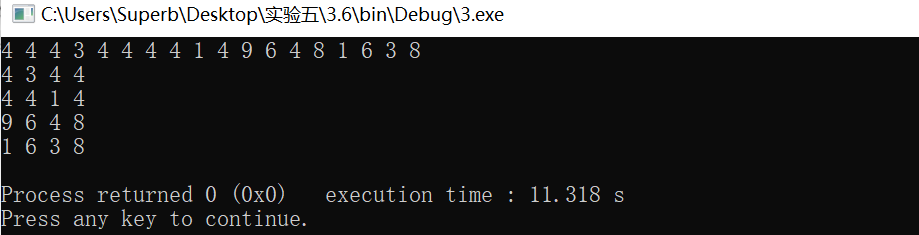 C:\Users\Superb\Desktop\实验五\3.6\bin\Debug\3.exe
4 4 4 3 4 4 4 4 1 4 9 6 4 8 1 6 3 8
4 3 4 4
4 4 1 4
9 6 4 8
1 6 3 8
Process returned 0 (0x0)   execution time : 11.318 s
Press any key to continue.